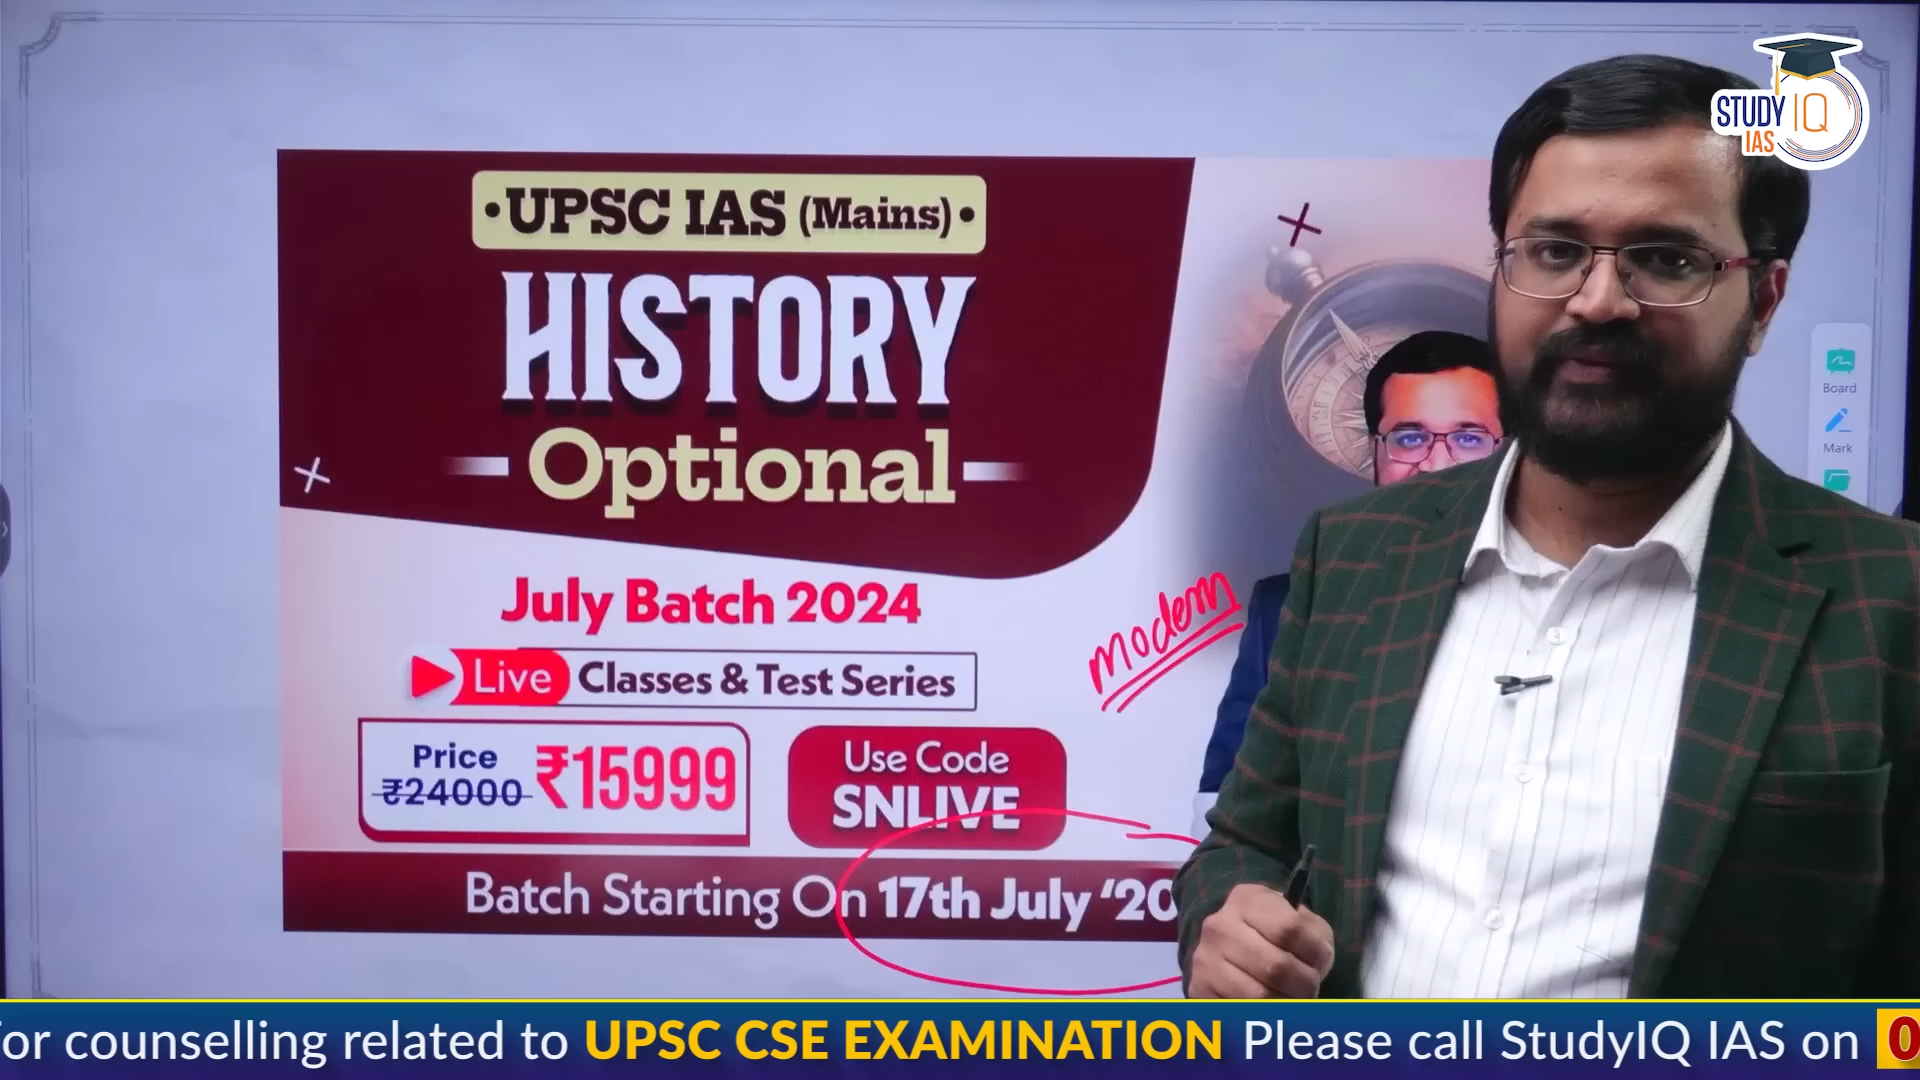 STUDY IQ
IAS
•UPSC IAS (Mains)•
HISTORY
Optional
July Batch 2024
Live Classes & Test Series
Modern
Price
₹24000 ₹15999
Use Code
SNLIVE
Batch Starting On 17th July ‘20
Board
Mark
or counselling related to UPSC CSE EXAMINATION Please call StudyIQ IAS on 0